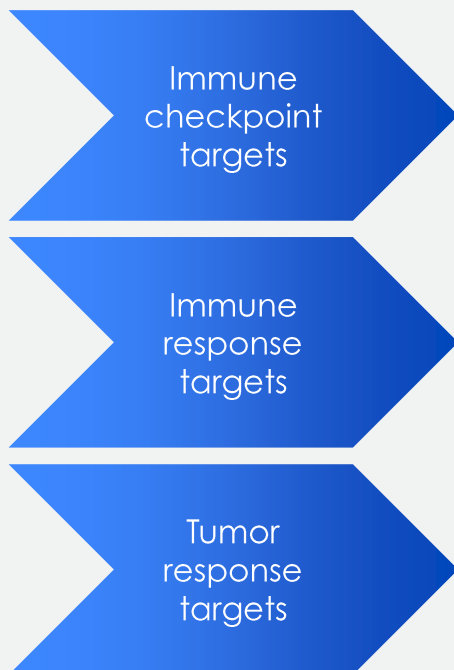 Immune
checkpoint
targets
Immune
response
targets
Tumor
response
targets